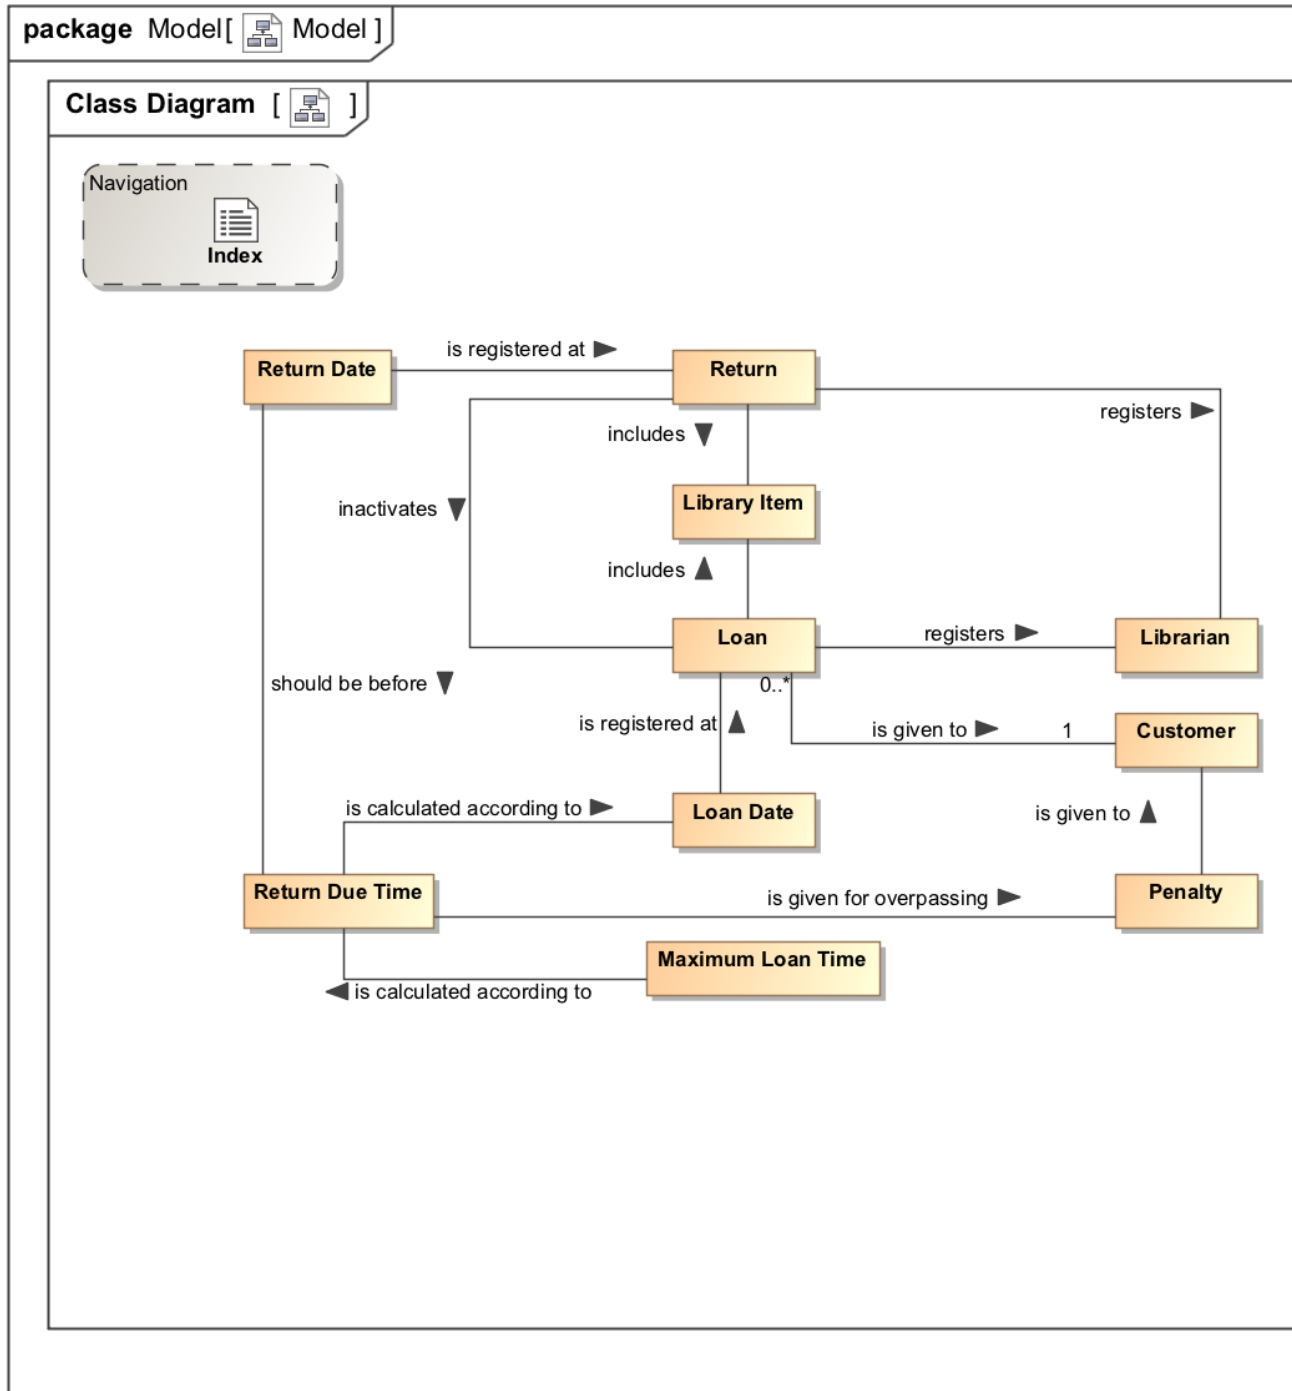 package Model[ Model ]
Class Diagram [ ]
Navigation
Index
is registered at
Return Date
Return
registers
includes
inactivates
Library Item
includes
Loan
registers
Librarian
should be before
0..*
is registered at
is given to
1
Customer
is calculated according to
Loan Date
is given to
Return Due Time
is given for overpassing
Penalty
Maximum Loan Time
is calculated according to